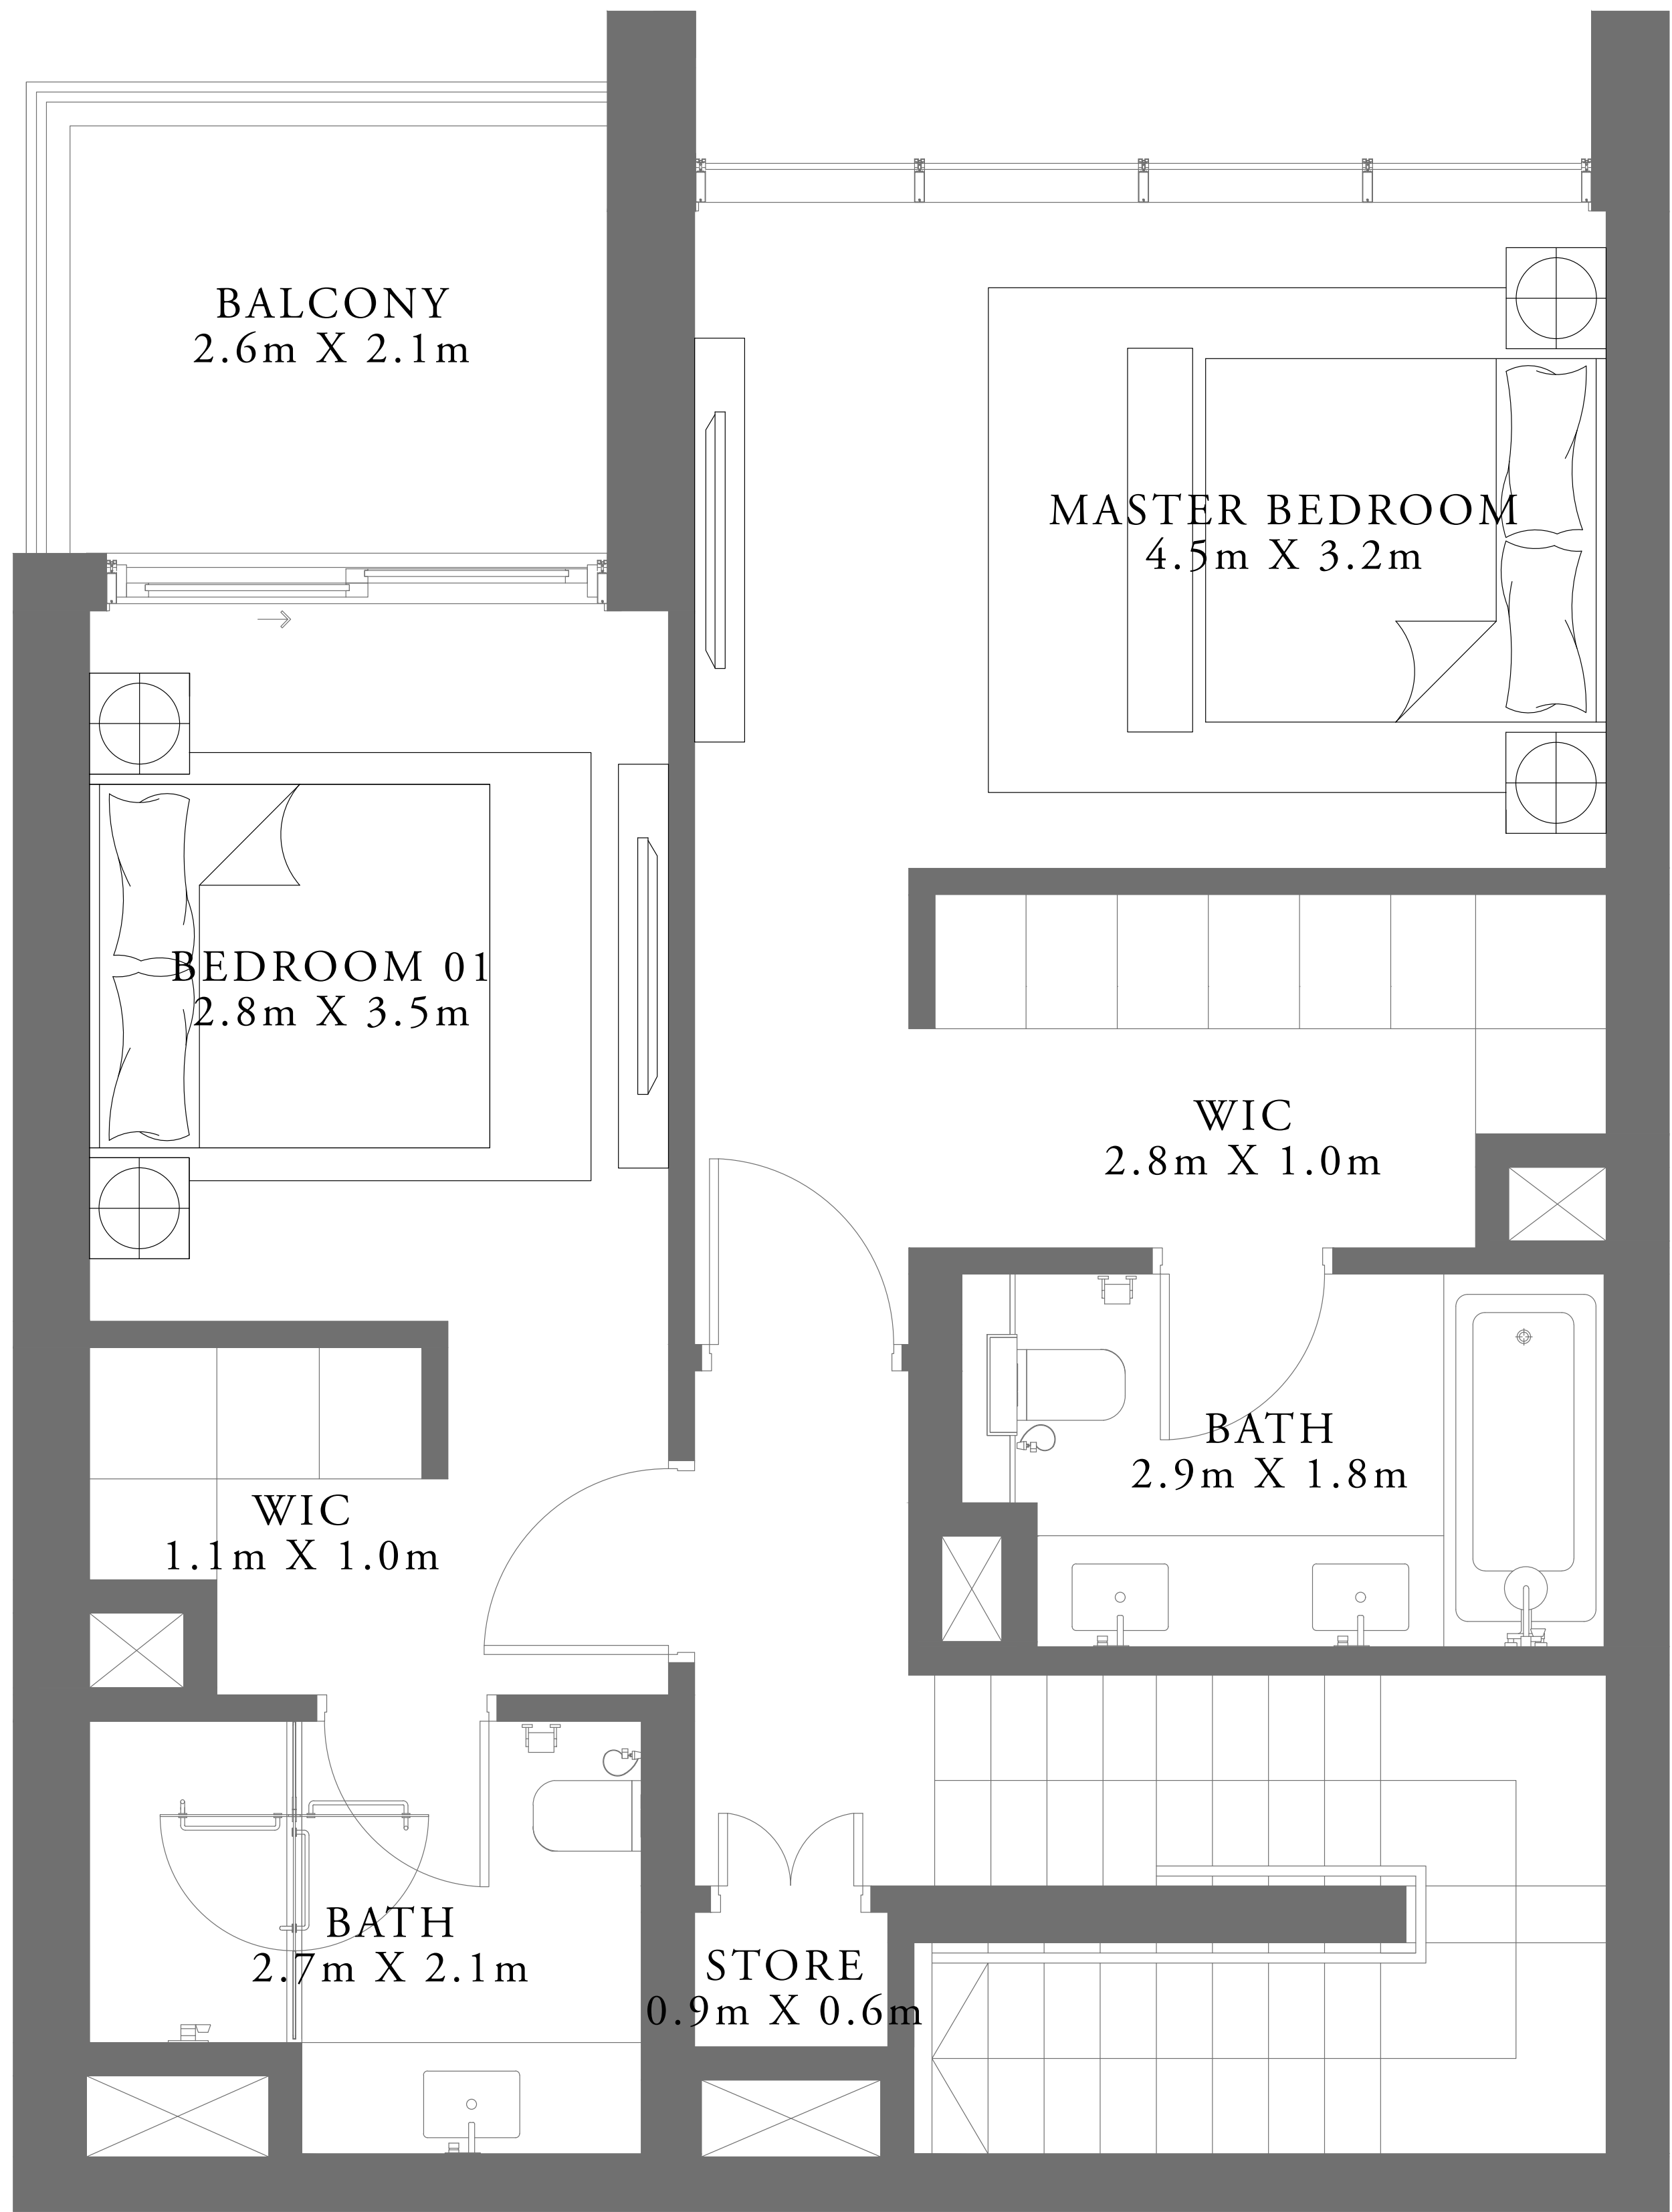 BALCONY
2.6m X 2.1m
MASTER BEDROOM
4.5m X 3.2m
BEDROOM 01
2.8m X 3.5m
WIC
2.8m X 1.0m
BATH
2.9m X 1.8m
WIC
1.1m X 1.0m
BATH
2.7m X 2.1m
STORE
0.9m X 0.6m